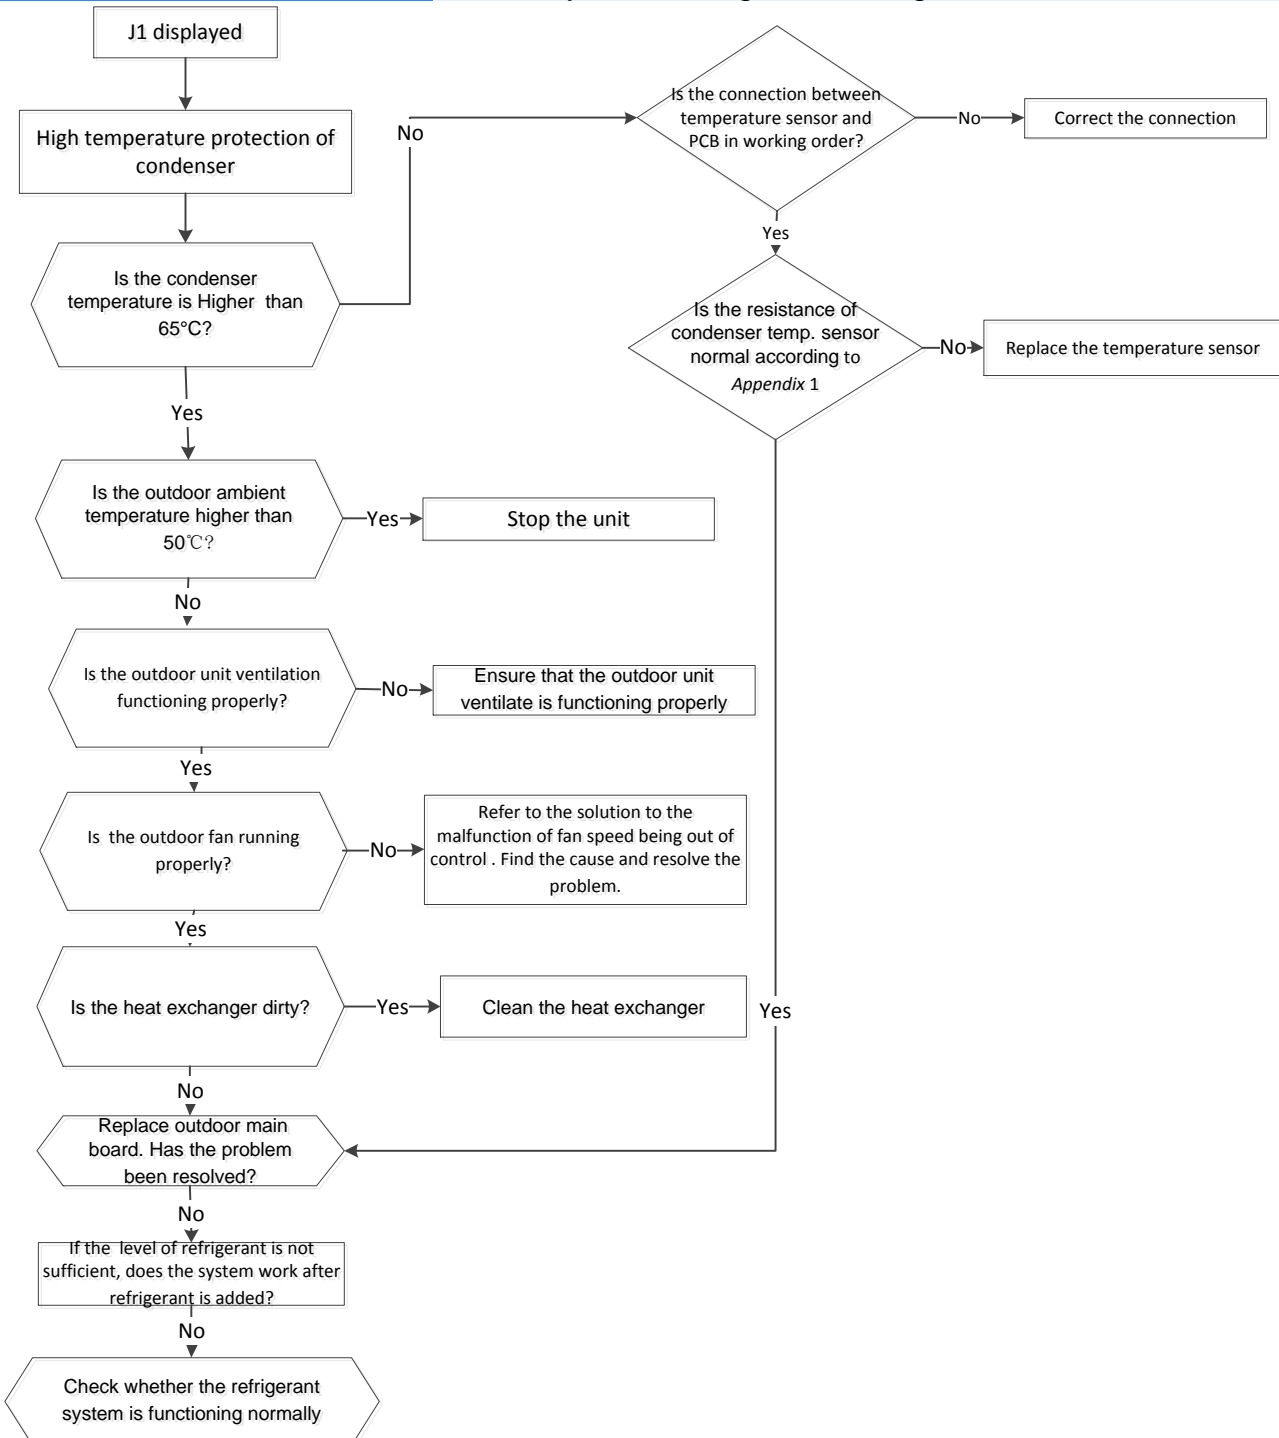 J1 displayed
High temperature protection of
condenser
Is the condenser
temperature is Higher than
65°C?
No
Is the connection between
temperature sensor and
PCB in working order?
No
Correct the connection
Yes
Is the resistance of
condenser temp. sensor
normal according to
Appendix 1
No
Replace the temperature sensor
Yes
Yes
Is the outdoor ambient
temperature higher than
50℃?
Yes
Stop the unit
No
Is the outdoor unit ventilation
functioning properly?
No
Ensure that the outdoor unit
ventilate is functioning properly
Yes
Is the outdoor fan running
properly?
No
Refer to the solution to the
malfunction of fan speed being out of
control . Find the cause and resolve the
problem.
Yes
Is the heat exchanger dirty?
Yes
Clean the heat exchanger
No
Replace outdoor main
board. Has the problem
been resolved?
No
If the level of refrigerant is not
sufficient, does the system work after
refrigerant is added?
No
Check whether the refrigerant
system is functioning normally